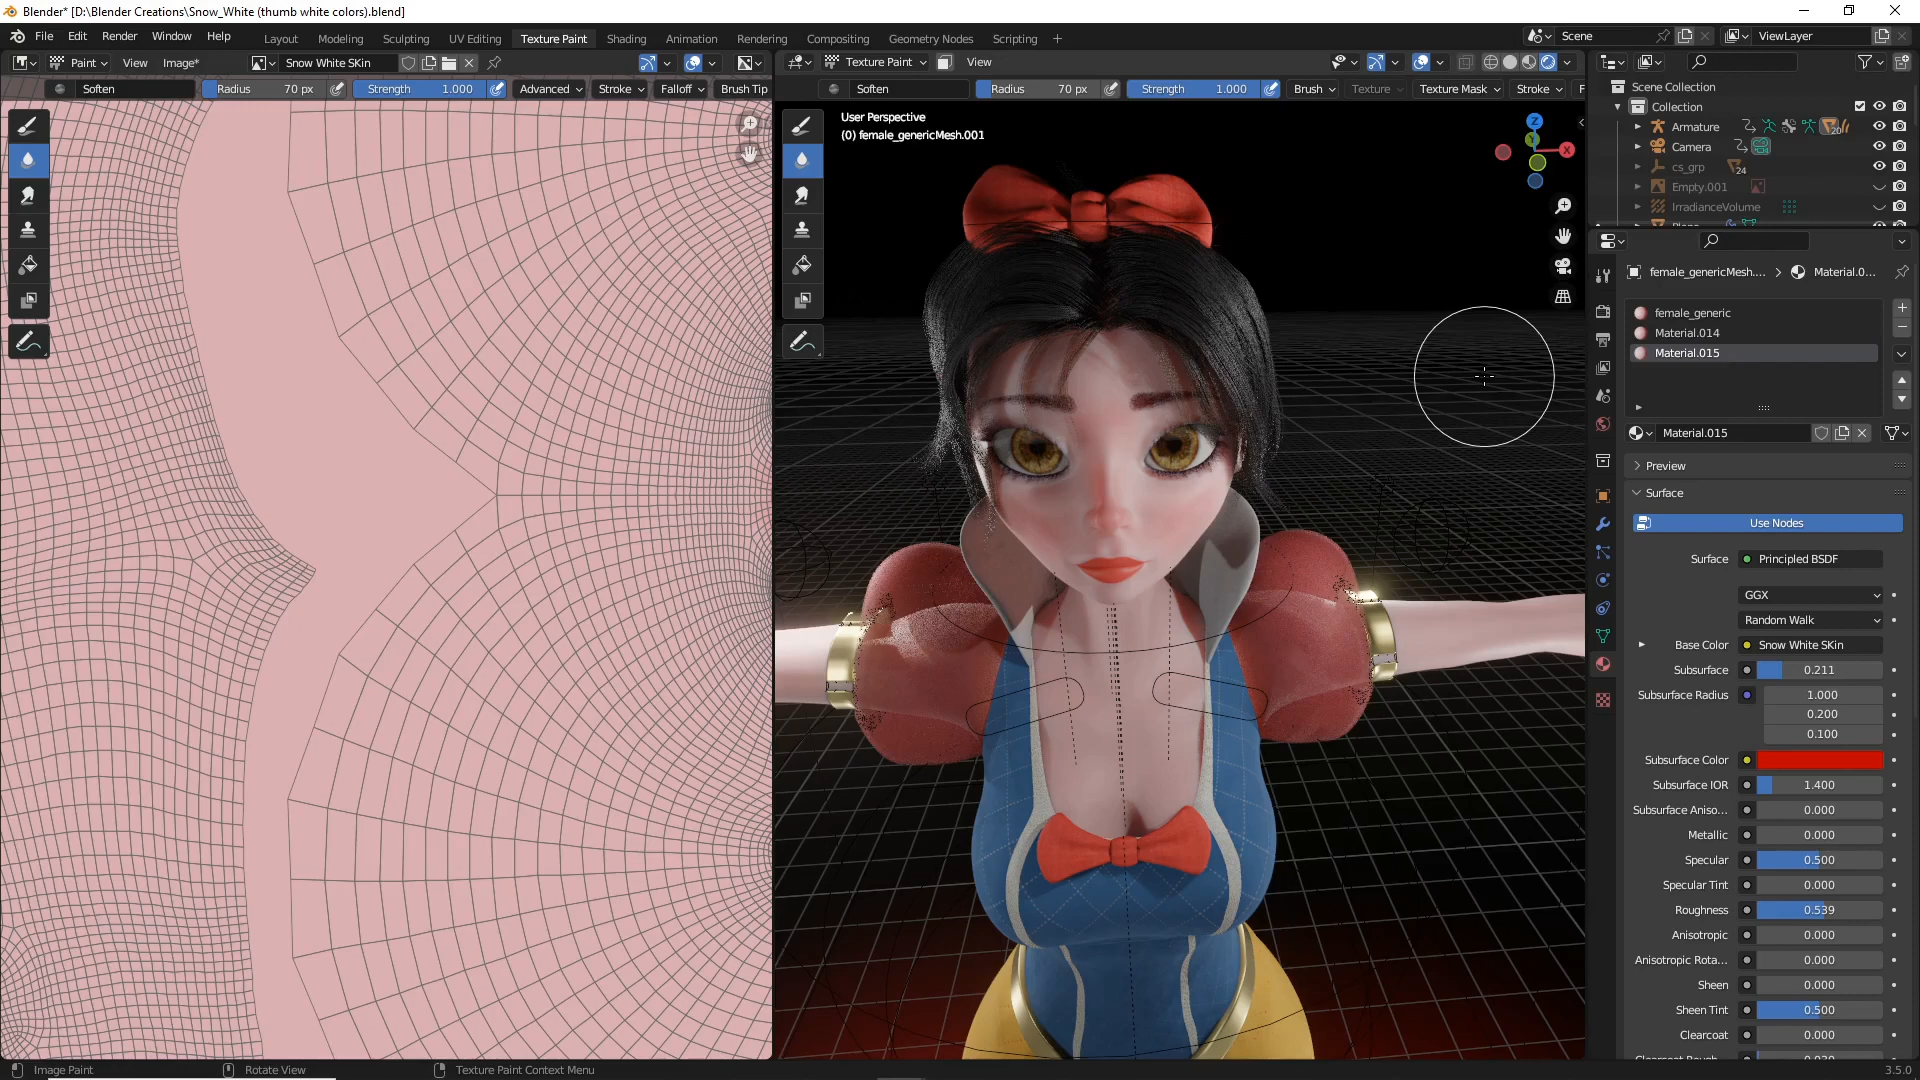 Blender* [D:\Blender Creations\Snow_White (thumb white colors).blend]
File Edit Render Window Help Layout Modeling Sculpting UV Editing Texture Paint Shading Animation Rendering Compositing Geometry Nodes Scripting + Scene ViewLayer
Paint View Image* Snow White SKin Texture Paint View
Soften Radius 70 px Strength 1.000 Advanced Stroke Falloff Brush Tip Soften Radius 70 px Strength 1.000 Brush Texture Texture Mask Stroke F
User Perspective
(0) female_genericMesh.001
Z
Y
X
Scene Collection
Collection
Armature 20
Camera
cs_grp 24
Empty.001
IrradianceVolume
female_genericMesh.... > Material.0...
female_generic
Material.014
Material.015
Material.015
Preview
Surface
Use Nodes
Surface Principled BSDF
GGX
Random Walk
Base Color Snow White SKin
Subsurface 0.211
Subsurface Radius 1.000
0.200
0.100
Subsurface Color
Subsurface IOR 1.400
Subsurface Aniso... 0.000
Metallic 0.000
Specular 0.500
Specular Tint 0.000
Roughness 0.539
Anisotropic 0.000
Anisotropic Rota... 0.000
Sheen 0.000
Sheen Tint 0.500
Clearcoat 0.000
Image Paint Rotate View Texture Paint Context Menu 3.5.0